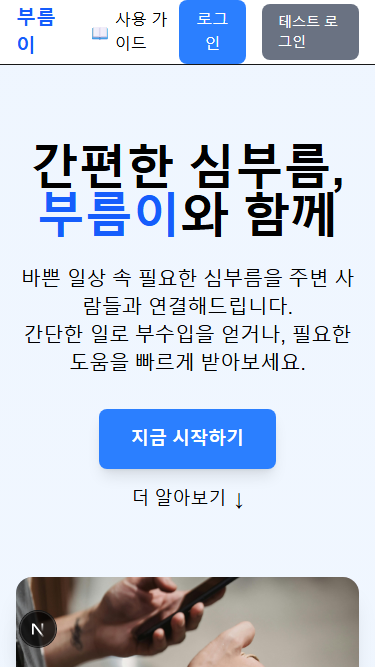 부름
이
📖 사용 가
이드
로그
인
테스트 로
그인
간편한 심부름,
부름이와 함께
바쁜 일상 속 필요한 심부름을 주변 사
람들과 연결해드립니다.
간단한 일로 부수입을 얻거나, 필요한
도움을 빠르게 받아보세요.
지금 시작하기
더 알아보기 ↓
N